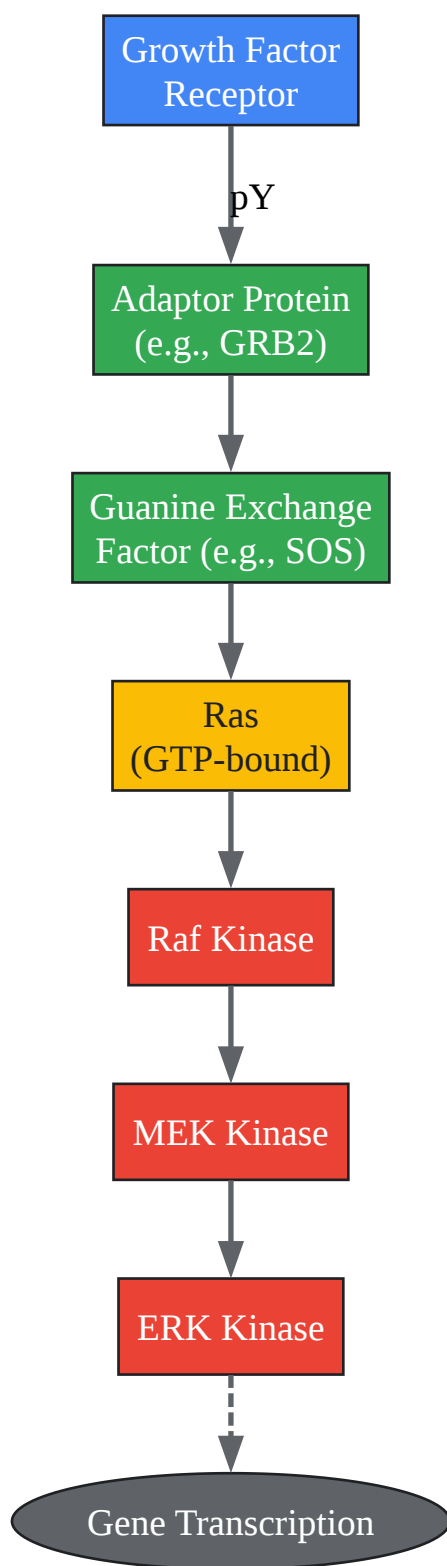 Growth Factor
Receptor
pY
Adaptor Protein
(e.g., GRB2)
Guanine Exchange
Factor (e.g., SOS)
Ras
(GTP-bound)
Raf Kinase
MEK Kinase
ERK Kinase
Gene Transcription